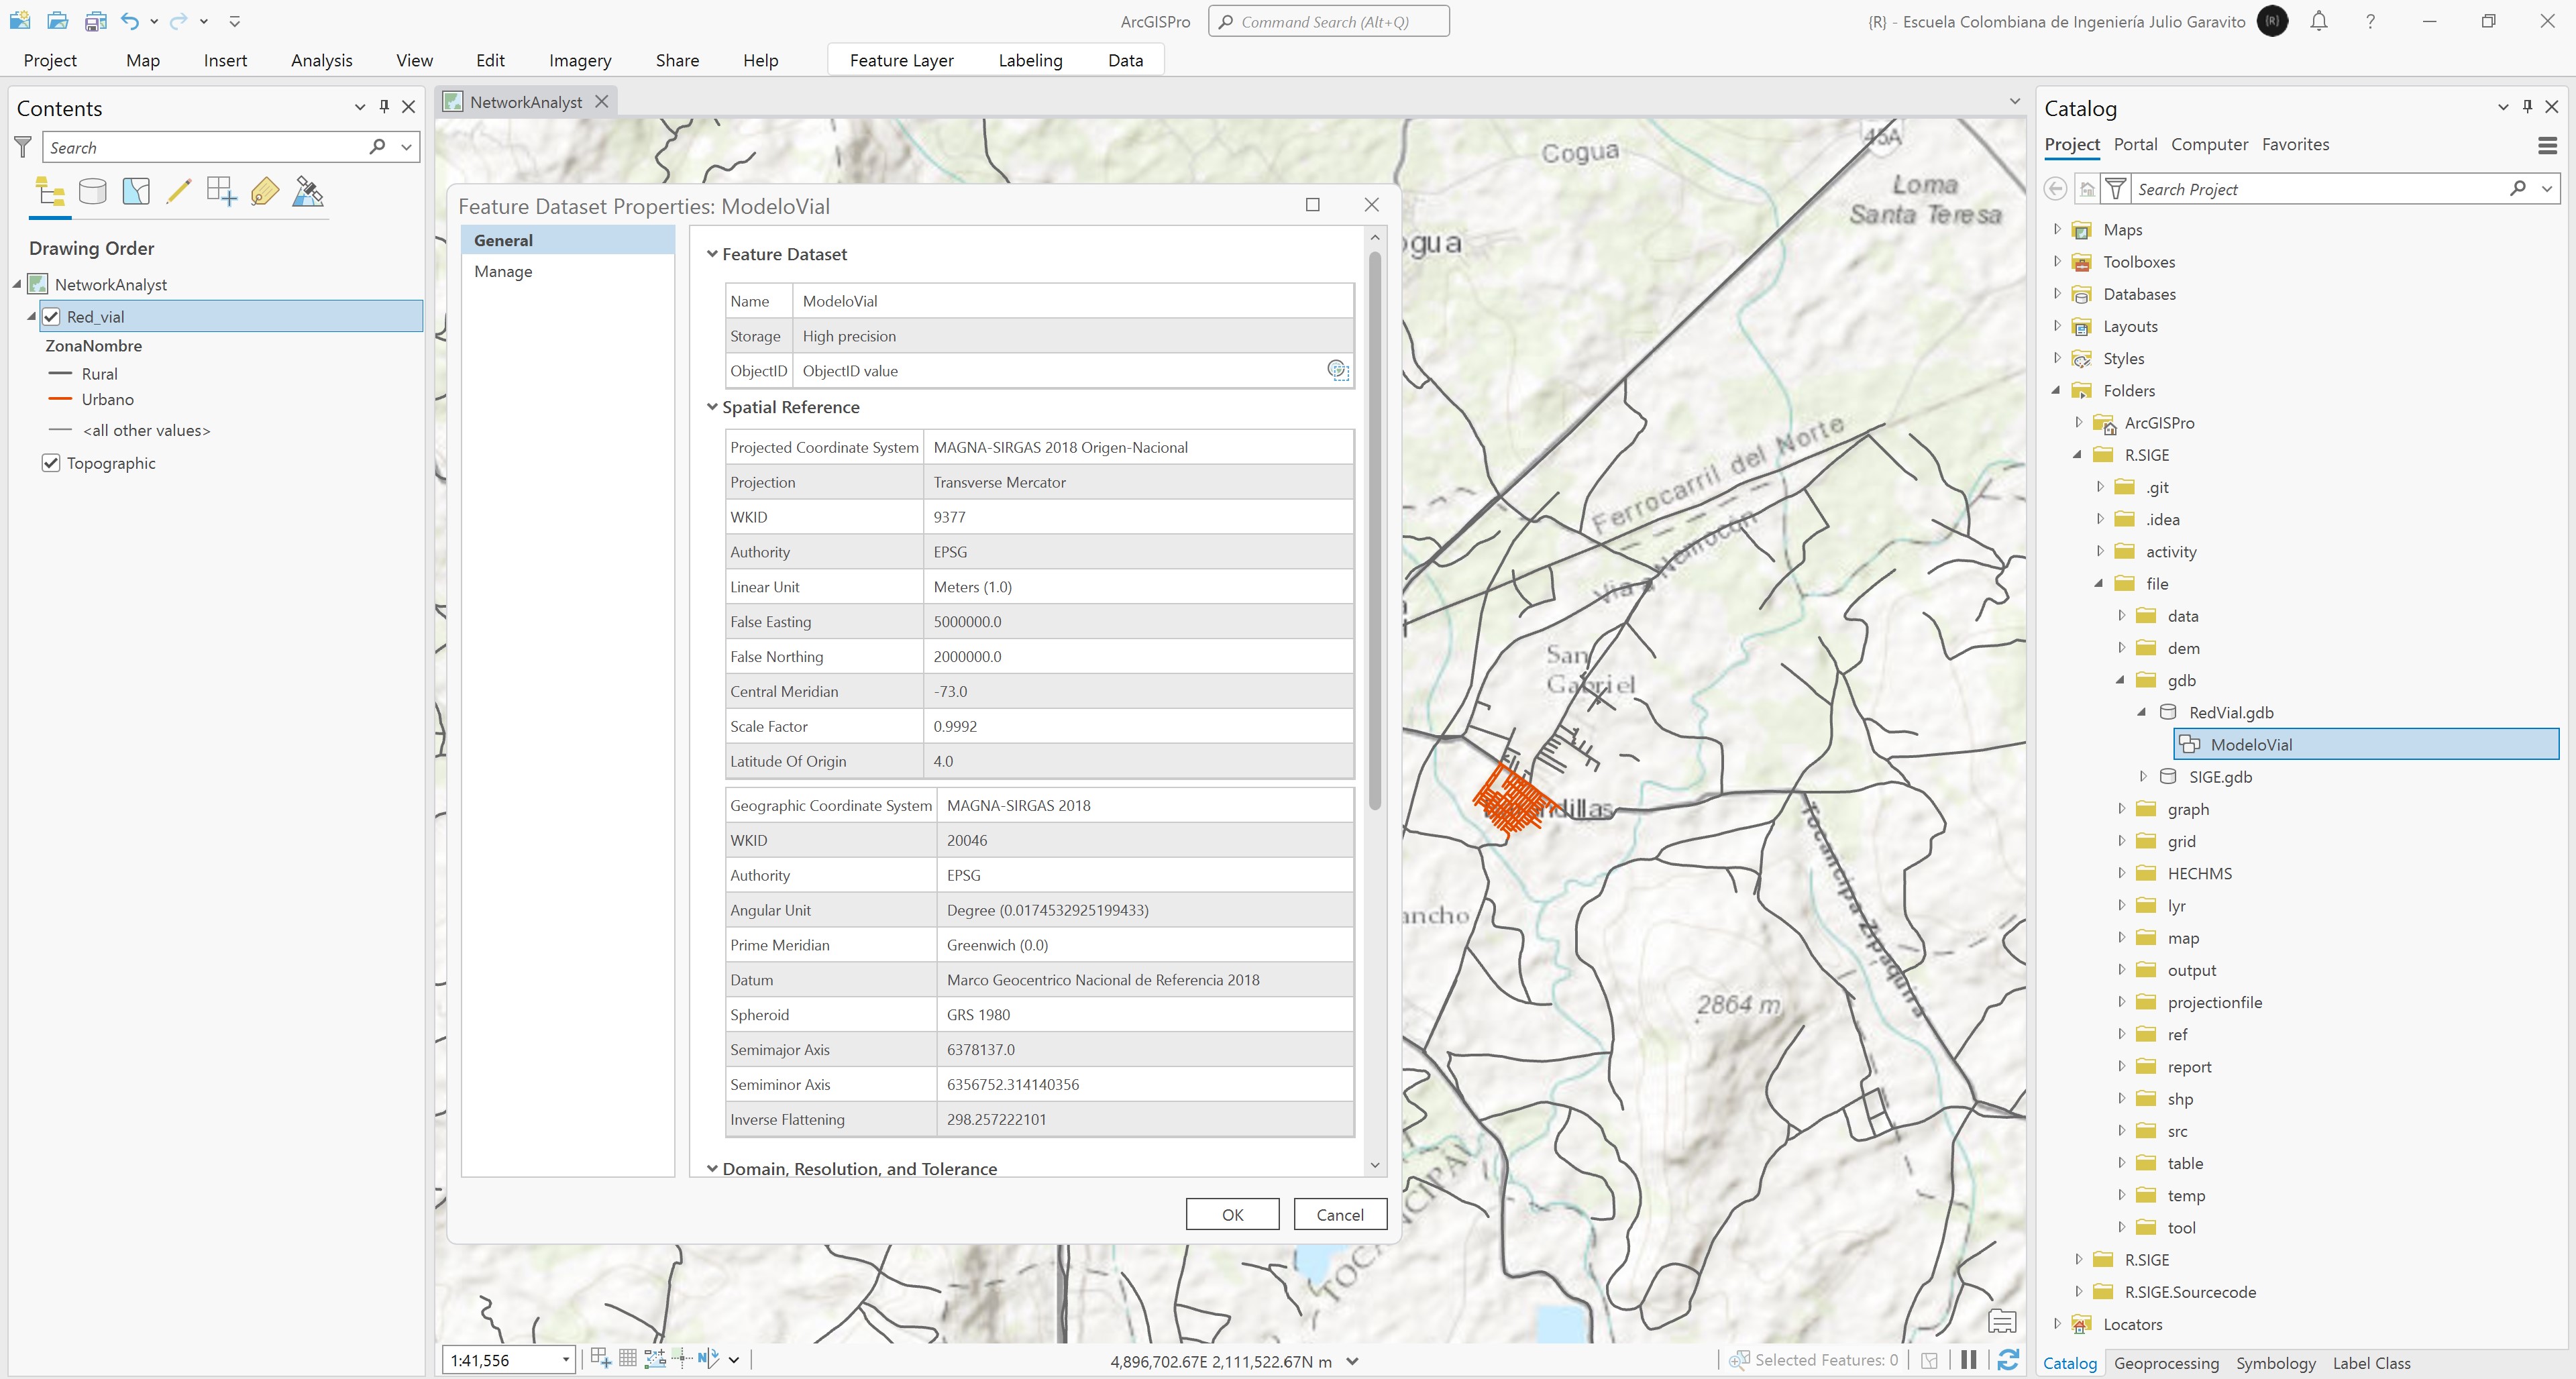 ArcGISPro
Command Search (Alt+Q)
{R} - Escuela Colombiana de Ingeniería Julio Garavito
{R}
?
Project
Map
Insert
Analysis
View
Edit
Imagery
Share
Help
Feature Layer
Labeling
Data
Contents
Search
Drawing Order
NetworkAnalyst
Red_vial
ZonaNombre
Rural
Urbano
<all other values>
Topographic
NetworkAnalyst
Cogua
45A
Loma
Santa Teresa
ogua
Ferrocarril del Norte
Vía a Nemocón
San
Gabriel
ndillas
ancho
Tocancipa-Zipaquira
2864 m
TOCANCIPA
Feature Dataset Properties: ModeloVial
General
Manage
Feature Dataset
Name ModeloVial
Storage High precision
ObjectID ObjectID value
Spatial Reference
Projected Coordinate System MAGNA-SIRGAS 2018 Origen-Nacional
Projection Transverse Mercator
WKID 9377
Authority EPSG
Linear Unit Meters (1.0)
False Easting 5000000.0
False Northing 2000000.0
Central Meridian -73.0
Scale Factor 0.9992
Latitude Of Origin 4.0
Geographic Coordinate System MAGNA-SIRGAS 2018
WKID 20046
Authority EPSG
Angular Unit Degree (0.0174532925199433)
Prime Meridian Greenwich (0.0)
Datum Marco Geocentrico Nacional de Referencia 2018
Spheroid GRS 1980
Semimajor Axis 6378137.0
Semiminor Axis 6356752.314140356
Inverse Flattening 298.257222101
Domain, Resolution, and Tolerance
OK
Cancel
1:41,556
4,896,702.67E 2,111,522.67N m
Selected Features: 0
Catalog
Project
Portal
Computer
Favorites
Search Project
Maps
Toolboxes
Databases
Layouts
Styles
Folders
ArcGISPro
R.SIGE
.git
.idea
activity
file
data
dem
gdb
RedVial.gdb
ModeloVial
SIGE.gdb
graph
grid
HECHMS
lyr
map
output
projectionfile
ref
report
shp
src
table
temp
tool
R.SIGE
R.SIGE.Sourcecode
Locators
Catalog
Geoprocessing
Symbology
Label Class